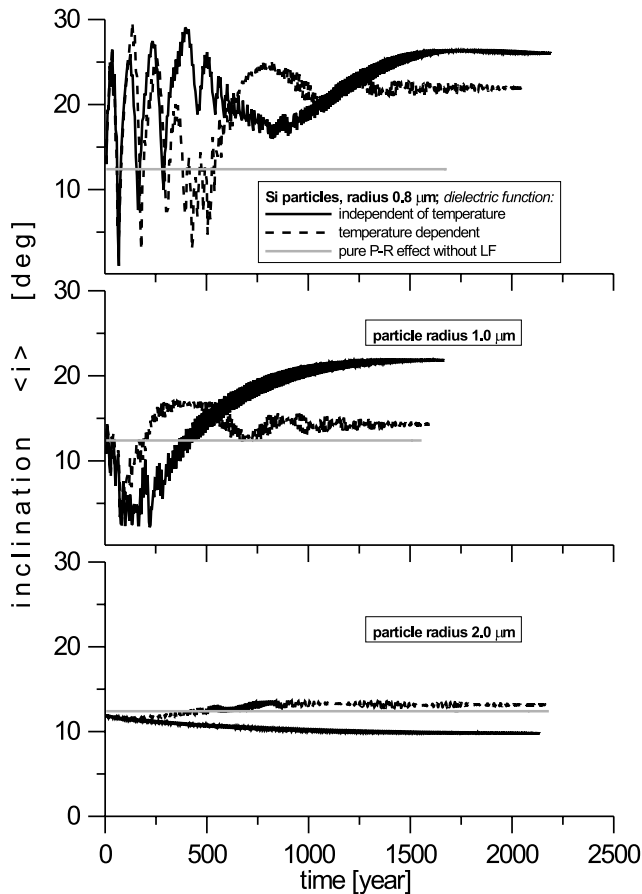 inclination <i> [deg]
30
20
10
0
Si particles, radius 0.8 µm; dielectric function:
independent of temperature
temperature dependent
pure P-R effect without LF
30
20
10
particle radius 1.0 µm
30
20
10
0
particle radius 2.0 µm
0 500 1000 1500 2000 2500
time [year]